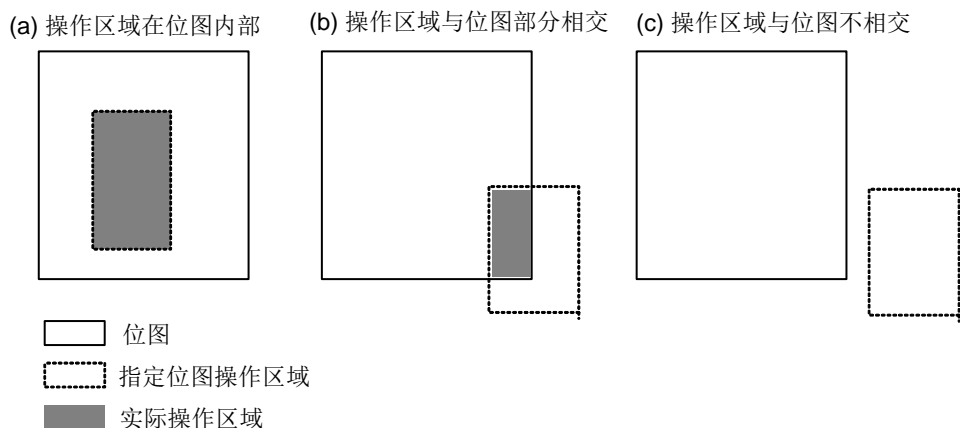 (a) 操作区域在位图内部
(b) 操作区域与位图部分相交
(c) 操作区域与位图不相交
位图
指定位图操作区域
实际操作区域